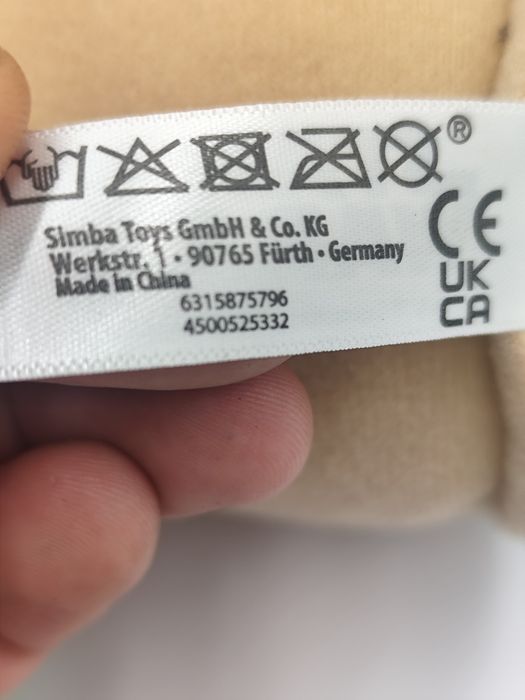 ®
Simba Toys GmbH & Co. KG
Werkstr. 1 • 90765 Fürth • Germany
Made in China
6315875796
4500525332
CE
UK
CA